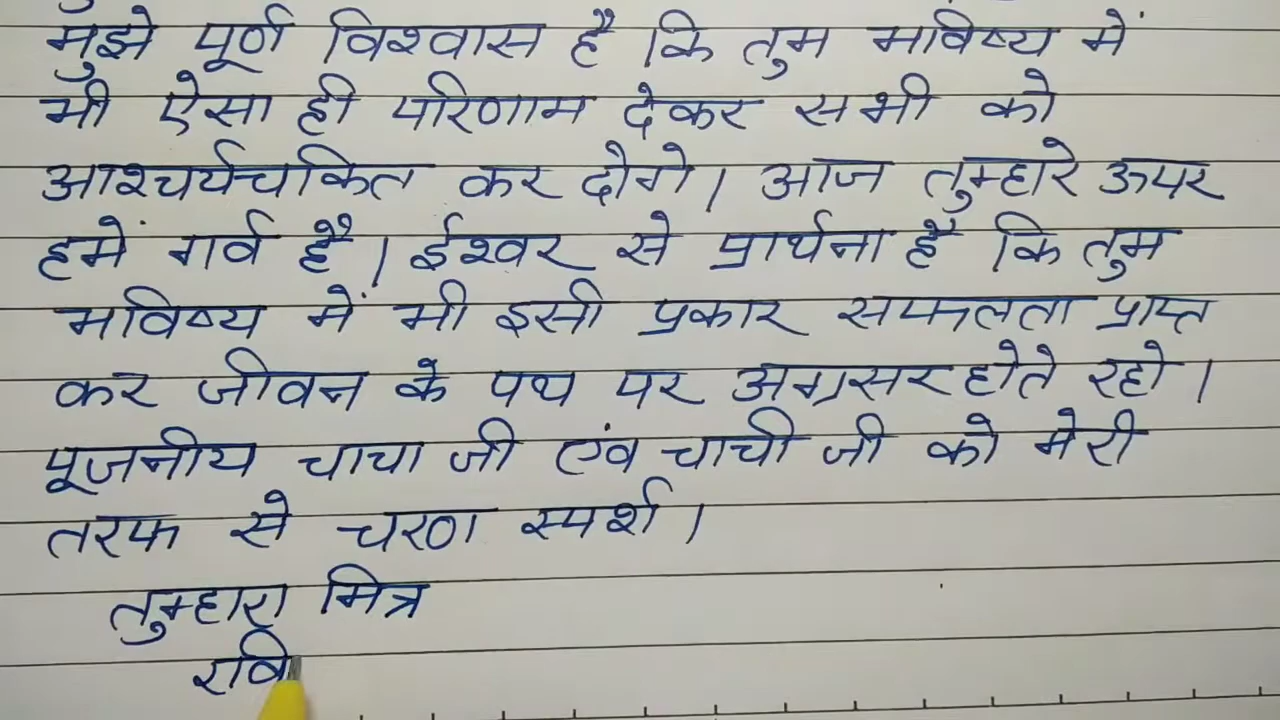 मुझे पूर्ण विश्वास है कि तुम भविष्य में
भी ऐसा ही परिणाम देकर सभी को
आश्चर्यचकित कर दोगे। आज तुम्हारे ऊपर
हमें गर्व है। ईश्वर से प्रार्थना है कि तुम
भविष्य में भी इसी प्रकार सफलता प्राप्त
कर जीवन के पथ पर अग्रसर होते रहो।
पूजनीय चाचा जी एंव चाची जी को मेरी
तरफ से चरण स्पर्श।
तुम्हारा मित्र
रवि